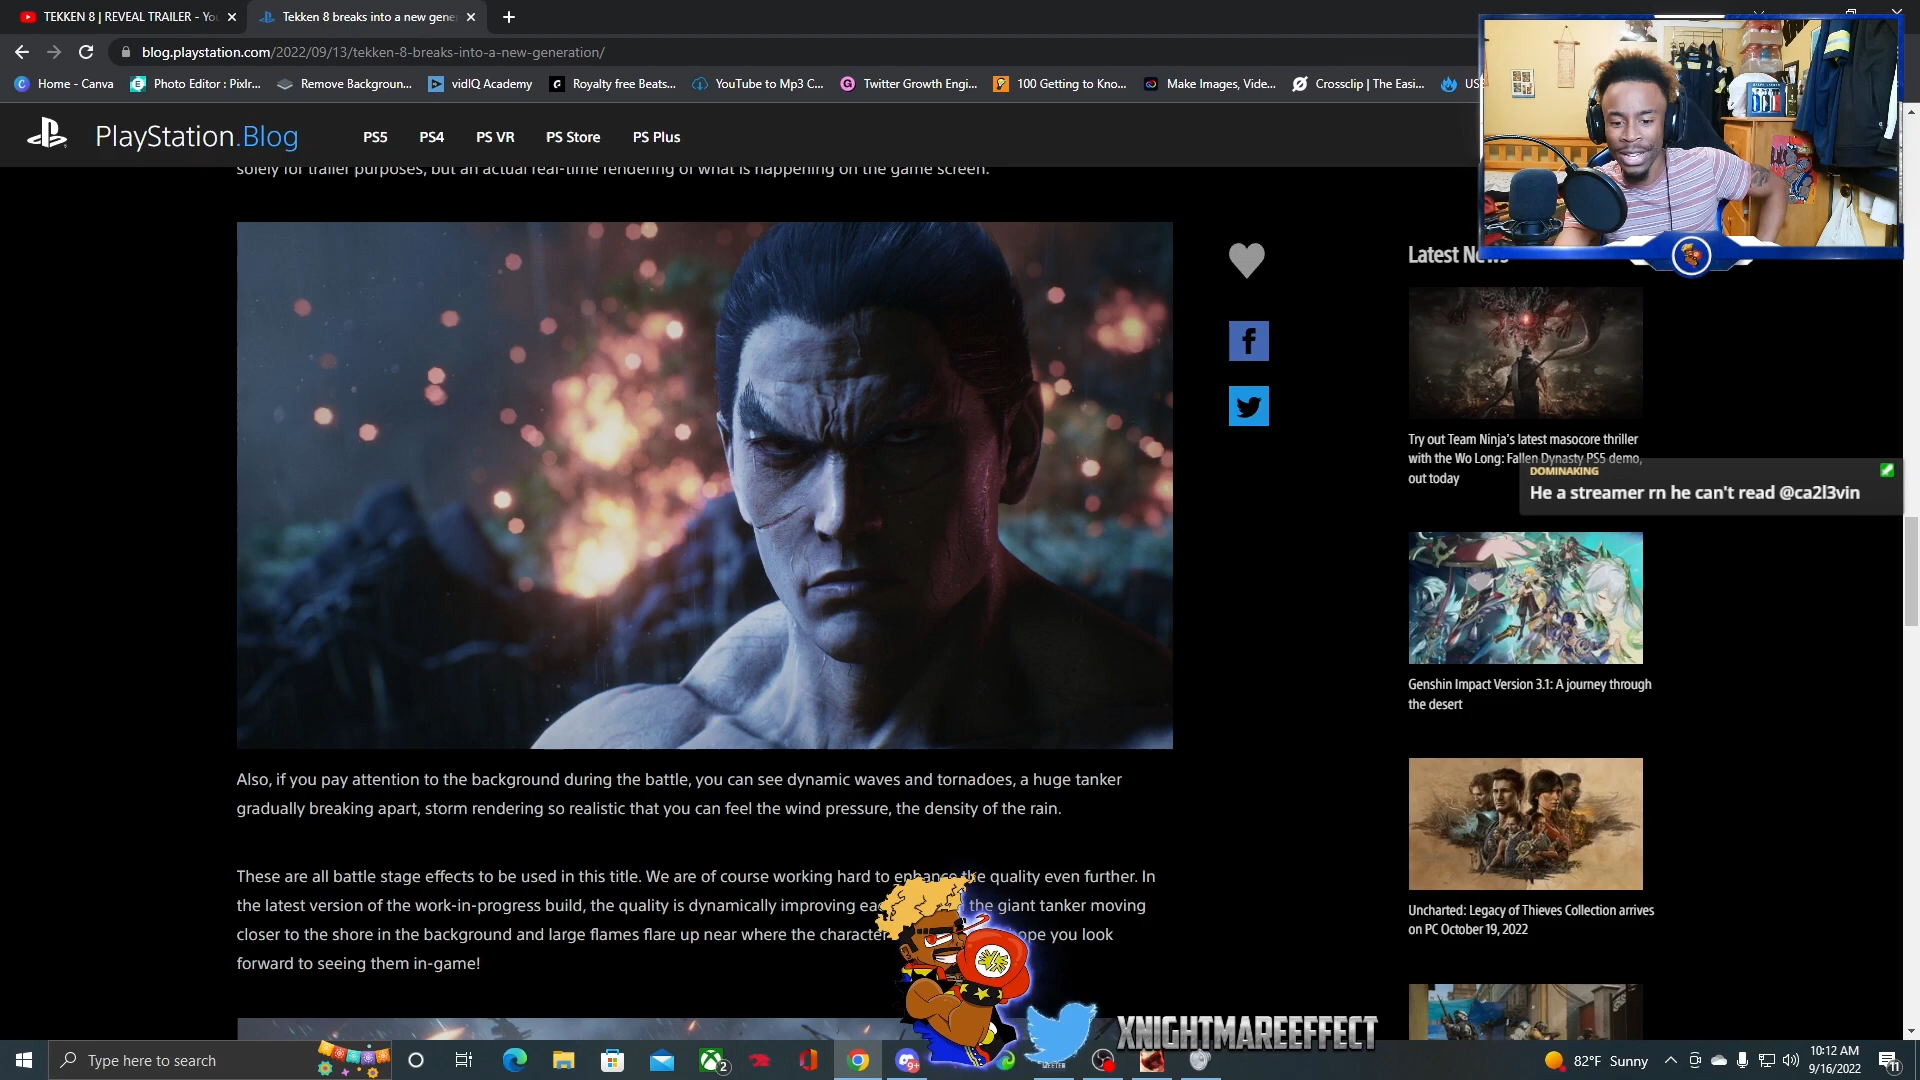 TEKKEN 8 | REVEAL TRAILER - You
Tekken 8 breaks into a new gene
blog.playstation.com/2022/09/13/tekken-8-breaks-into-a-new-generation/
Home - Canva
Photo Editor : Pixlr...
Remove Backgroun...
vidIQ Academy
Royalty free Beats...
YouTube to Mp3 C...
Twitter Growth Engi...
100 Getting to Kno...
Make Images, Vide...
Crossclip | The Easi...
PlayStation.Blog
PS5
PS4
PS VR
PS Store
PS Plus
solely for trailer purposes, but an actual real-time rendering of what is happening on the game screen.
Latest News
Try out Team Ninja's latest masocore thriller
with the Wo Long: Fallen Dynasty PS5 demo,
out today
DOMINAKING
He a streamer rn he can't read @ca2l3vin
Genshin Impact Version 3.1: A journey through
the desert
Also, if you pay attention to the background during the battle, you can see dynamic waves and tornadoes, a huge tanker
gradually breaking apart, storm rendering so realistic that you can feel the wind pressure, the density of the rain.
These are all battle stage effects to be used in this title. We are of course working hard to enhance the quality even further. In
the latest version of the work-in-progress build, the quality is dynamically improving the giant tanker moving
closer to the shore in the background and large flames flare up near where the character ope you look
forward to seeing them in-game!
Uncharted: Legacy of Thieves Collection arrives
on PC October 19, 2022
XNIGHTMAREEFFECT
Type here to search
2
9+
82°F Sunny
10:12 AM
9/16/2022
11